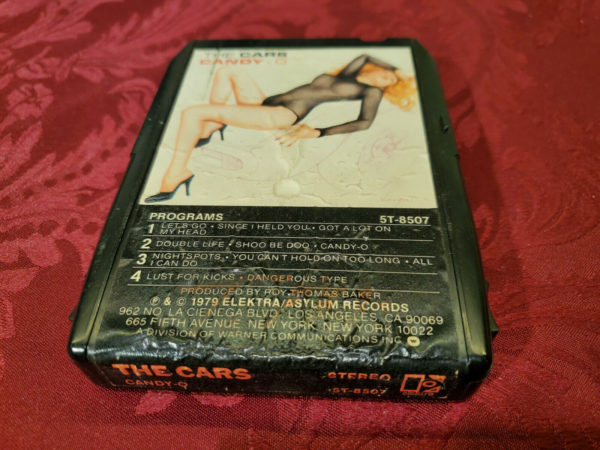 THE CARS
CANDY-O
PROGRAMS 5T-8507
1 LET'S GO • SINCE I HELD YOU • GOT A LOT ON
MY HEAD
2 DOUBLE LIFE • SHOO BE DOO • CANDY-O
3 NIGHTSPOTS • YOU CAN'T HOLD ON TOO LONG • ALL
I CAN DO
4 LUST FOR KICKS • DANGEROUS TYPE
PRODUCED BY ROY THOMAS BAKER
℗ & © 1979 ELEKTRA/ASYLUM RECORDS
962 NO. LA CIENEGA BLVD., LOS ANGELES, CA 90069
665 FIFTH AVENUE, NEW YORK, NEW YORK 10022
A DIVISION OF WARNER COMMUNICATIONS INC.
THE CARS STEREO
CANDY-O 5T-8507